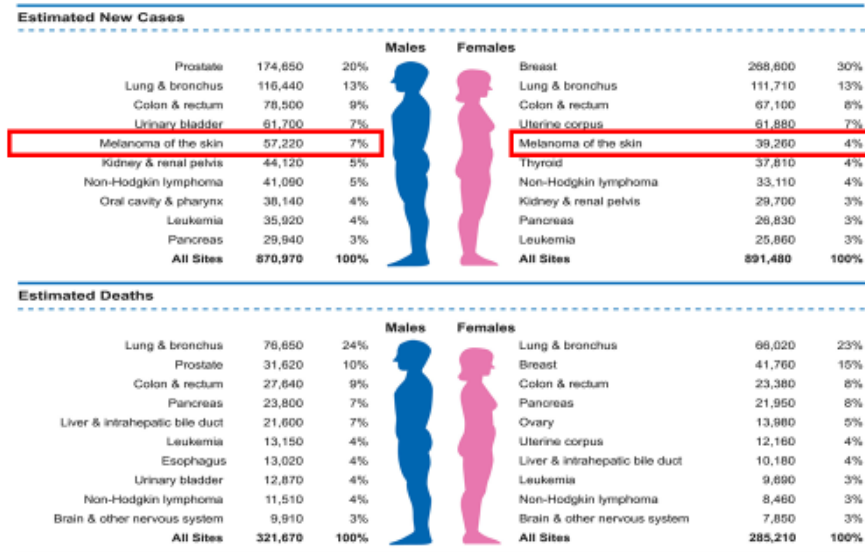 Estimated New Cases
Males Females
Prostate 174,650 20% Breast 268,600 30%
Lung & bronchus 116,440 13% Lung & bronchus 111,710 13%
Colon & rectum 78,500 9% Colon & rectum 67,100 8%
Urinary bladder 61,700 7% Uterine corpus 61,880 7%
Melanoma of the skin 57,220 7% Melanoma of the skin 39,260 4%
Kidney & renal pelvis 44,120 5% Thyroid 37,810 4%
Non-Hodgkin lymphoma 41,090 5% Non-Hodgkin lymphoma 33,110 4%
Oral cavity & pharynx 38,140 4% Kidney & renal pelvis 29,700 3%
Leukemia 35,920 4% Pancreas 26,830 3%
Pancreas 29,940 3% Leukemia 25,860 3%
All Sites 870,970 100% All Sites 891,480 100%
Estimated Deaths
Males Females
Lung & bronchus 76,650 24% Lung & bronchus 66,020 23%
Prostate 31,620 10% Breast 41,760 15%
Colon & rectum 27,640 9% Colon & rectum 23,380 8%
Pancreas 23,800 7% Pancreas 21,950 8%
Liver & intrahepatic bile duct 21,600 7% Ovary 13,980 5%
Leukemia 13,150 4% Uterine corpus 12,160 4%
Esophagus 13,020 4% Liver & intrahepatic bile duct 10,180 4%
Urinary bladder 12,870 4% Leukemia 9,690 3%
Non-Hodgkin lymphoma 11,510 4% Non-Hodgkin lymphoma 8,460 3%
Brain & other nervous system 9,910 3% Brain & other nervous system 7,850 3%
All Sites 321,670 100% All Sites 285,210 100%